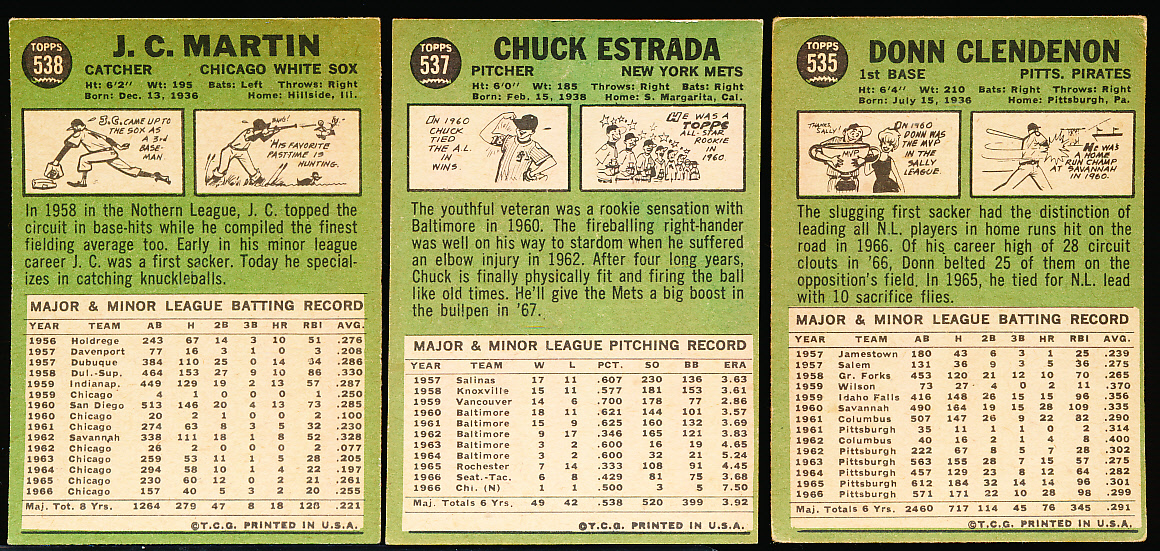 TOPPS
538
J. C. MARTIN
CATCHER CHICAGO WHITE SOX
Ht: 6'2" Wt: 195 Bats: Left Throws: Right
Born: Dec. 13, 1936 Home: Hillside, Ill.
J.C. CAME UP TO
THE SOX AS
A 3rd
BASE-
MAN.
BANG!
HIS FAVORITE
PASTTIME IS
HUNTING.
In 1958 in the Nothern League, J. C. topped the
circuit in base-hits while he compiled the finest
fielding average too. Early in his minor league
career J. C. was a first sacker. Today he special-
izes in catching knuckleballs.
MAJOR & MINOR LEAGUE BATTING RECORD
YEAR TEAM AB H 2B 3B HR RBI AVG.
1956 Holdrege 243 67 14 3 10 51 .276
1957 Davenport 77 16 3 1 0 3 .208
1957 Dubuque 384 110 25 0 14 34 .286
1958 Dul.-Sup. 464 153 27 9 10 86 .330
1959 Indianap. 449 129 19 2 13 57 .287
1959 Chicago 4 1 0 0 0 1 .250
1960 San Diego 513 146 20 4 13 73 .285
1960 Chicago 20 2 1 0 0 2 .100
1961 Chicago 274 63 8 3 5 32 .230
1962 Savannah 338 111 18 1 8 52 .328
1962 Chicago 26 2 0 0 0 2 .077
1963 Chicago 259 53 11 1 5 28 .205
1964 Chicago 294 58 10 1 4 22 .197
1965 Chicago 230 60 12 0 2 21 .261
1966 Chicago 157 40 5 3 2 20 .255
Maj. Tot. 8 Yrs. 1264 279 47 8 18 128 .221
©T.C.G. PRINTED IN U.S.A.
TOPPS
537
CHUCK ESTRADA
PITCHER NEW YORK METS
Ht: 6'0" Wt: 185 Throws: Right Bats: Right
Born: Feb. 15, 1938 Home: S. Margarita, Cal.
IN 1960
CHUCK
TIED
THE A.L.
IN
WINS.
HE WAS A
TOPPS
ALL-STAR
ROOKIE
IN
1960.
The youthful veteran was a rookie sensation with
Baltimore in 1960. The fireballing right-hander
was well on his way to stardom when he suffered
an elbow injury in 1962. After four long years,
Chuck is finally physically fit and firing the ball
like old times. He'll give the Mets a big boost in
the bullpen in '67.
MAJOR & MINOR LEAGUE PITCHING RECORD
YEAR TEAM W L PCT. SO BB ERA
1957 Salinas 17 11 .607 230 136 3.63
1958 Knoxville 15 11 .577 181 153 3.61
1959 Vancouver 14 6 .700 178 77 2.86
1960 Baltimore 18 11 .621 144 101 3.57
1961 Baltimore 15 9 .625 160 132 3.69
1962 Baltimore 9 17 .346 165 121 3.83
1963 Baltimore 3 2 .600 16 19 4.65
1964 Baltimore 3 2 .600 32 21 5.24
1965 Rochester 7 14 .333 108 91 4.45
1966 Seat.-Tac. 6 8 .429 81 75 3.68
1966 Chi. (N) 1 1 .500 3 5 7.50
Maj. Totals 6 Yrs. 49 42 .538 520 399 3.92
©T.C.G. PRINTED IN U.S.A.
TOPPS
535
DONN CLENDENON
1st BASE PITTS. PIRATES
Ht: 6'4" Wt: 210 Bats: Right Throws: Right
Born: July 15, 1936 Home: Pittsburgh, Pa.
THANKS,
SALLY!
MVP
IN 1960
DONN WAS
THE MVP
IN THE
SALLY
LEAGUE.
HE WAS
A HOME
RUN CHAMP
AT SAVANNAH
IN 1960.
The slugging first sacker had the distinction of
leading all N.L. players in home runs hit on the
road in 1966. Of his career high of 28 circuit
clouts in '66, Donn belted 25 of them on the
opposition's field. In 1965, he tied for N.L. lead
with 10 sacrifice flies.
MAJOR & MINOR LEAGUE BATTING RECORD
YEAR TEAM AB H 2B 3B HR RBI AVG.
1957 Jamestown 180 43 6 3 1 25 .239
1957 Salem 131 36 9 3 5 36 .275
1958 Gr. Forks 453 120 21 12 10 70 .265
1959 Wilson 73 27 4 0 2 11 .370
1959 Idaho Falls 416 148 26 15 15 96 .356
1960 Savannah 490 164 19 15 28 109 .335
1961 Columbus 507 147 26 9 22 82 .290
1961 Pittsburgh 35 11 1 1 0 2 .314
1962 Columbus 40 16 2 1 4 8 .400
1962 Pittsburgh 222 67 8 5 7 28 .302
1963 Pittsburgh 563 155 28 7 15 57 .275
1964 Pittsburgh 457 129 23 8 12 64 .282
1965 Pittsburgh 612 184 32 14 14 96 .301
1966 Pittsburgh 571 171 22 10 28 98 .299
Maj. Totals 6 Yrs. 2460 717 114 45 76 345 .291
©T.C.G. PRINTED IN U.S.A.